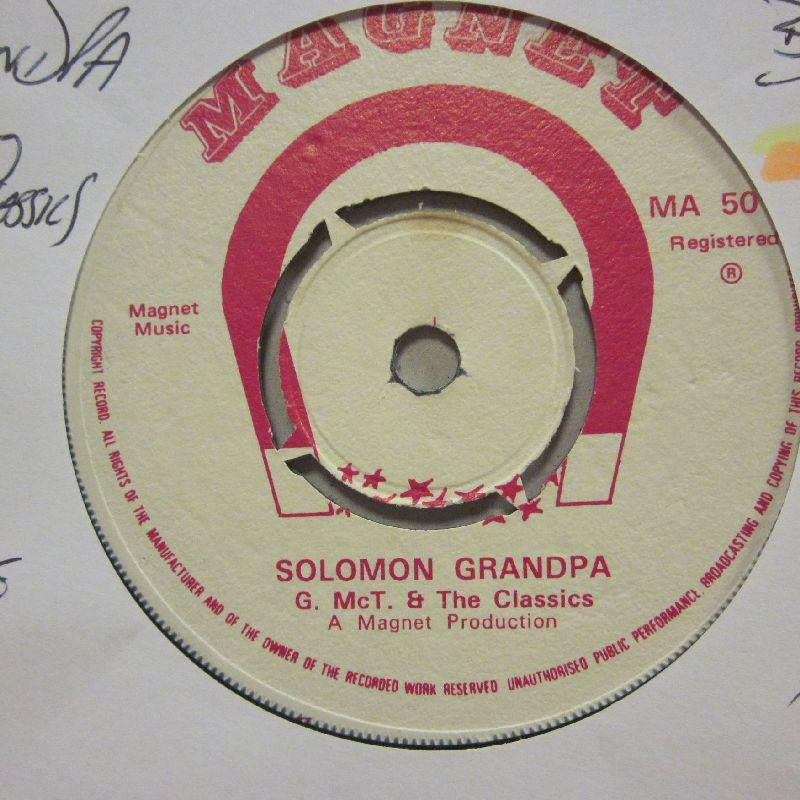 MAGNET
MA 50
Registered
®
Magnet
Music
SOLOMON GRANDPA
G. McT. & The Classics
A Magnet Production
COPYRIGHT RECORD. ALL RIGHTS OF THE MANUFACTURER AND OF THE OWNER OF THE RECORDED WORK RESERVED UNAUTHORISED PUBLIC PERFORMANCE. BROADCASTING AND COPYING OF THIS RECORD